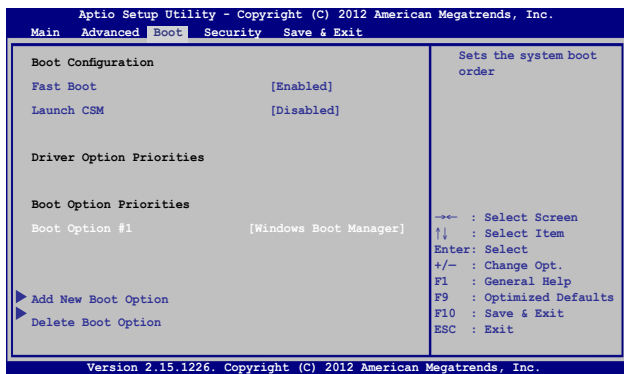 Aptio Setup Utility - Copyright (C) 2012 American Megatrends, Inc.
Main Advanced Boot Security Save & Exit
Boot Configuration
Fast Boot [Enabled]
Launch CSM [Disabled]
Driver Option Priorities
Boot Option Priorities
Boot Option #1 [Windows Boot Manager]
Add New Boot Option
Delete Boot Option
Sets the system boot
order
→← : Select Screen
↑↓ : Select Item
Enter: Select
+/— : Change Opt.
F1 : General Help
F9 : Optimized Defaults
F10 : Save & Exit
ESC : Exit
Version 2.15.1226. Copyright (C) 2012 American Megatrends, Inc.